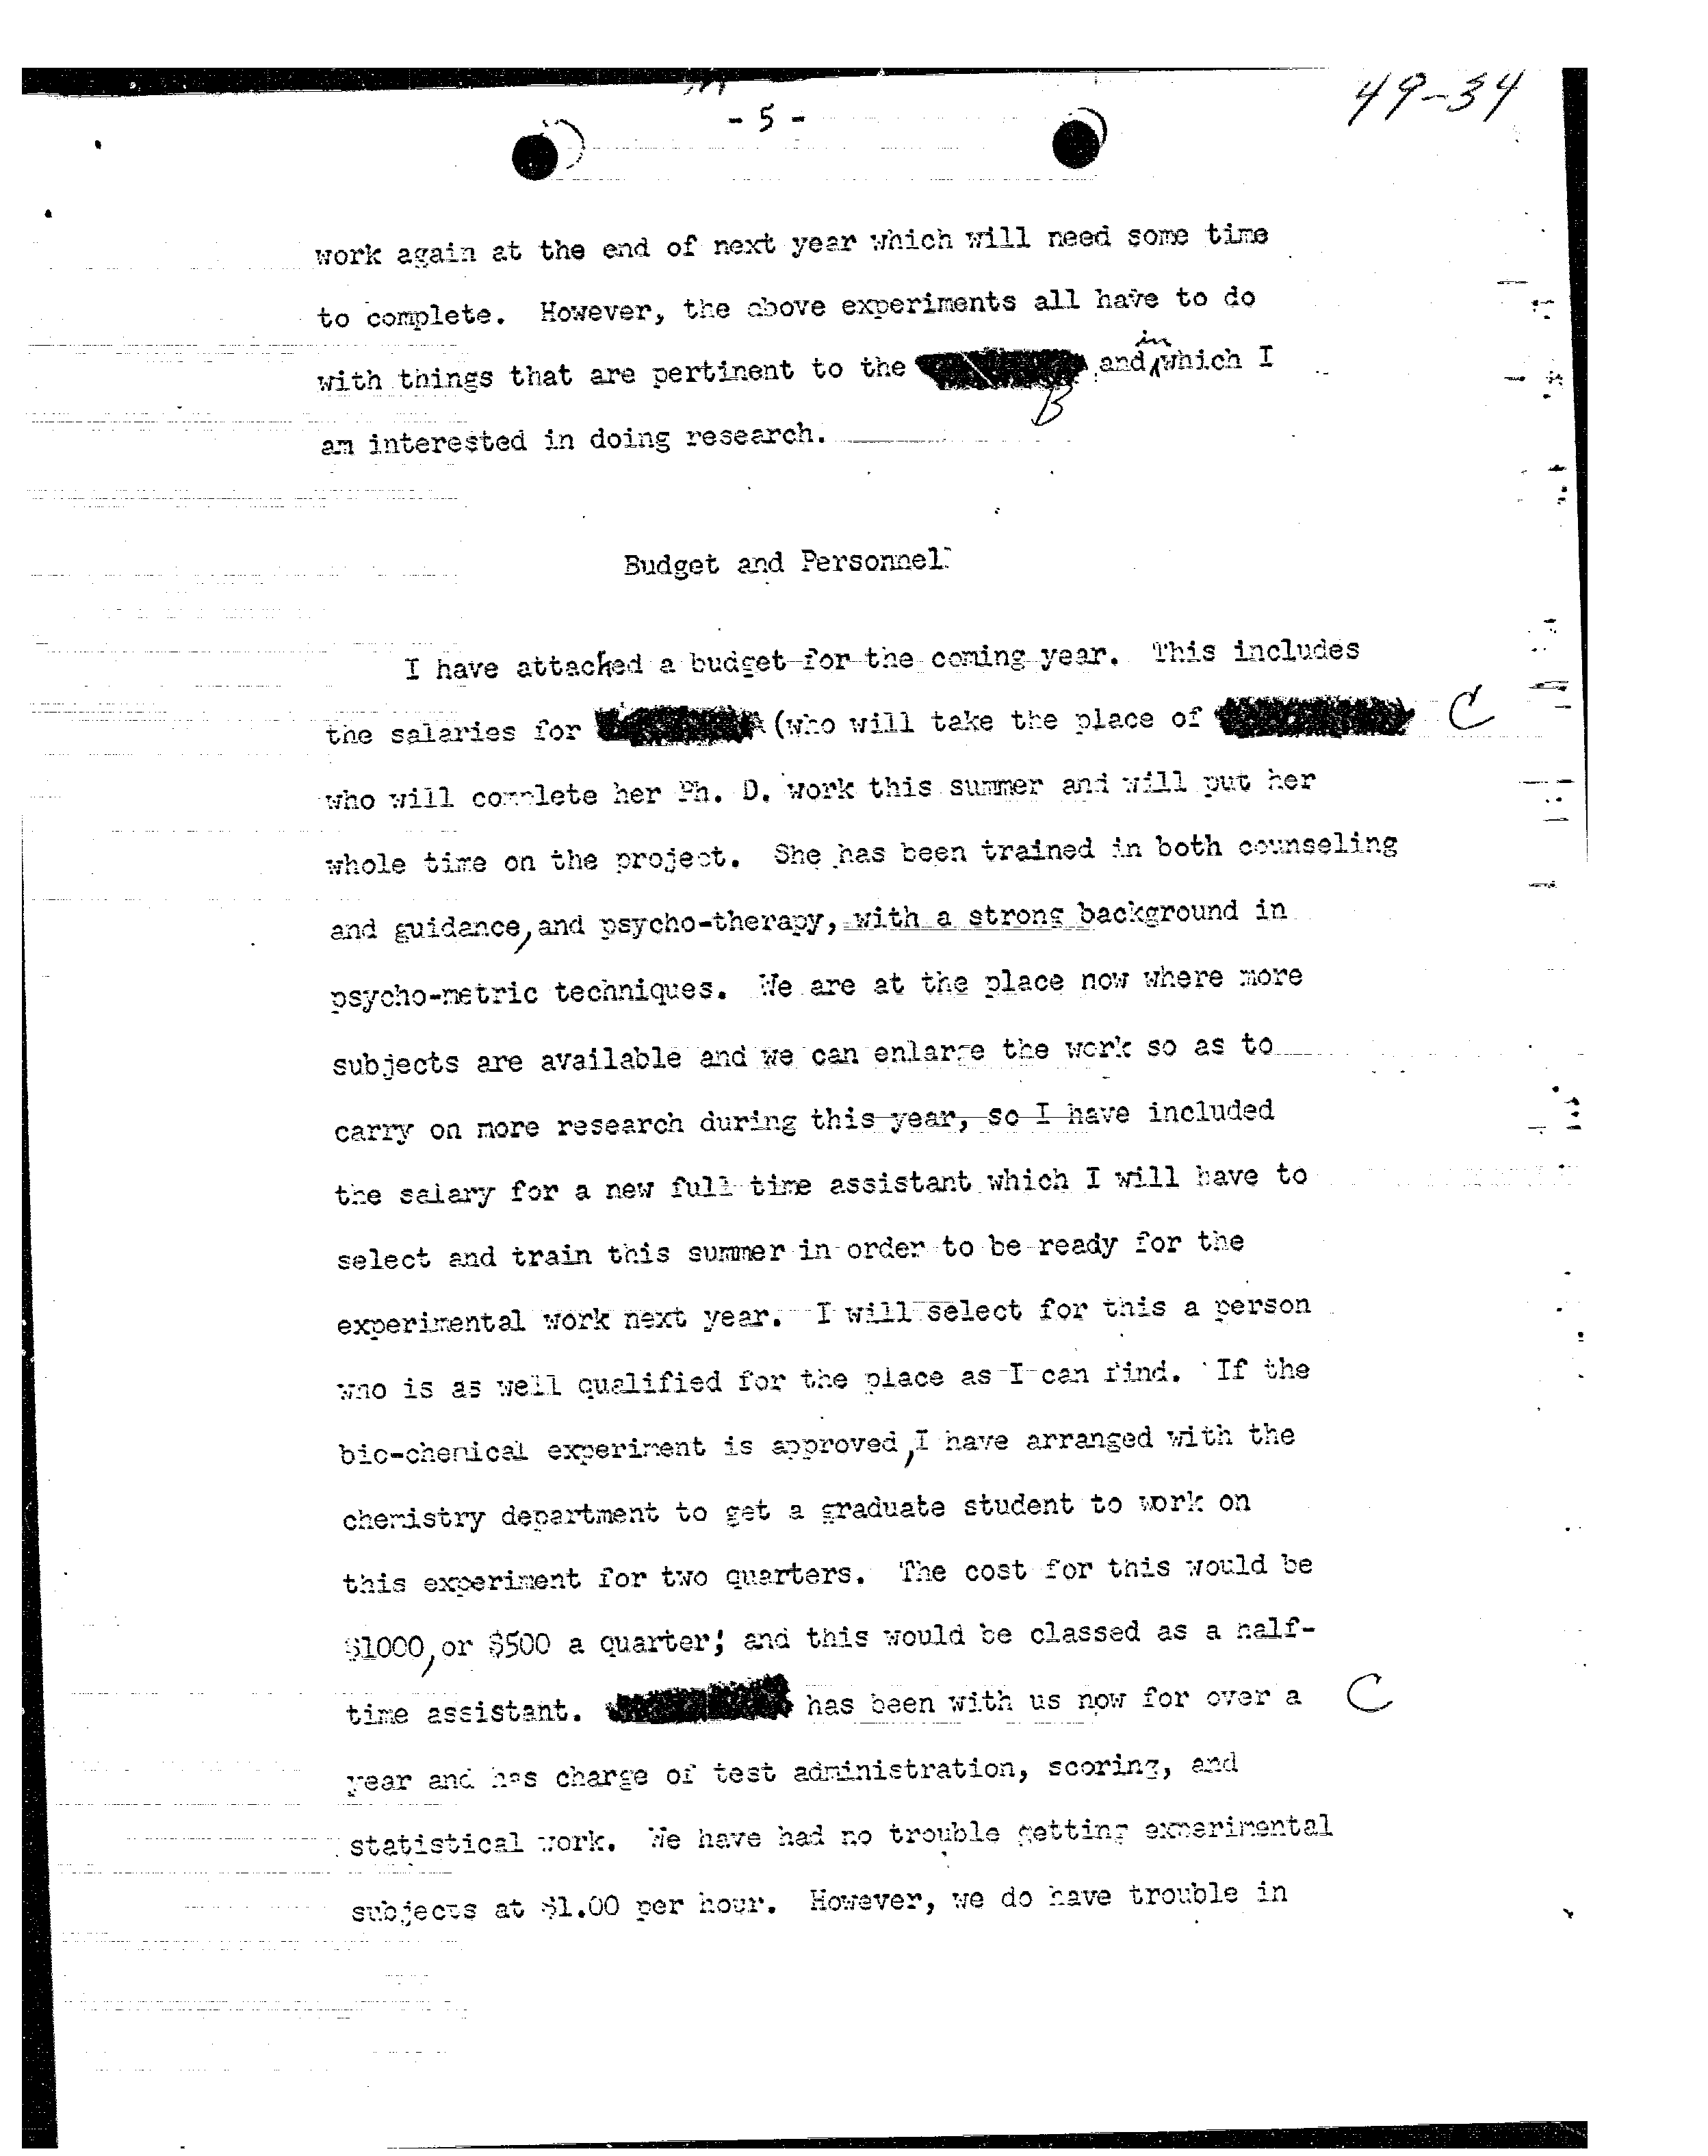 49-34
- 5 -
work again at the end of next year which will need some time
to complete. However, the above experiments all have to do
with things that are pertinent to the and in which I
B
am interested in doing research.
Budget and Personnel
I have attached a budget for the coming year. This includes
the salaries for (who will take the place of C
who will complete her Ph. D. work this summer and will put her
whole time on the project. She has been trained in both counseling
and guidance, and psycho-therapy, with a strong background in
psycho-metric techniques. We are at the place now where more
subjects are available and we can enlarge the work so as to
carry on more research during this year, so I have included
the salary for a new full time assistant which I will have to
select and train this summer in order to be ready for the
experimental work next year. I will select for this a person
who is as well qualified for the place as I can find. If the
bio-chemical experiment is approved, I have arranged with the
chemistry department to get a graduate student to work on
this experiment for two quarters. The cost for this would be
$1000, or $500 a quarter; and this would be classed as a half-
time assistant. has been with us now for over a C
year and has charge of test administration, scoring, and
statistical work. We have had no trouble getting experimental
subjects at $1.00 per hour. However, we do have trouble in